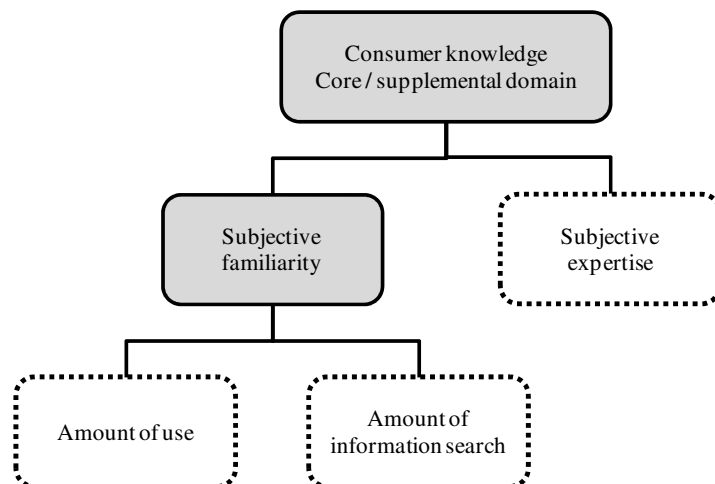 Consumer knowledge
Core / supplemental domain
Subjective
familiarity
Subjective
expertise
Amount of use
Amount of
information search